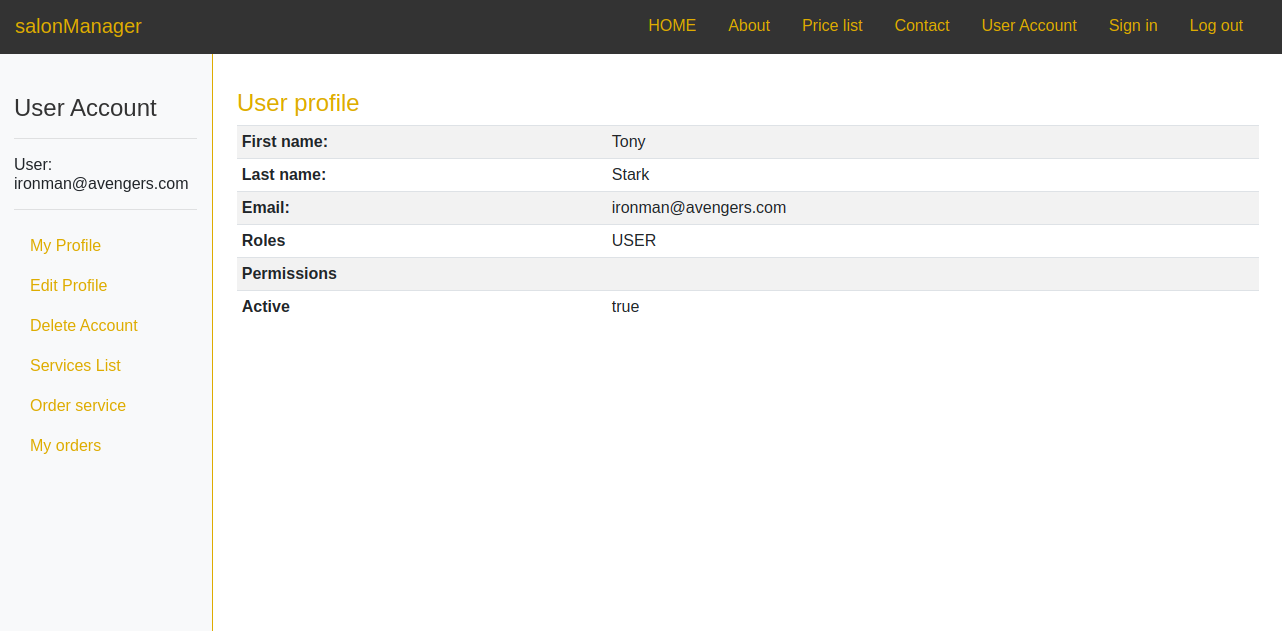 salonManager HOME About Price list Contact User Account Sign in Log out
User Account
User:
ironman@avengers.com
My Profile
Edit Profile
Delete Account
Services List
Order service
My orders
User profile
First name: Tony
Last name: Stark
Email: ironman@avengers.com
Roles USER
Permissions
Active true